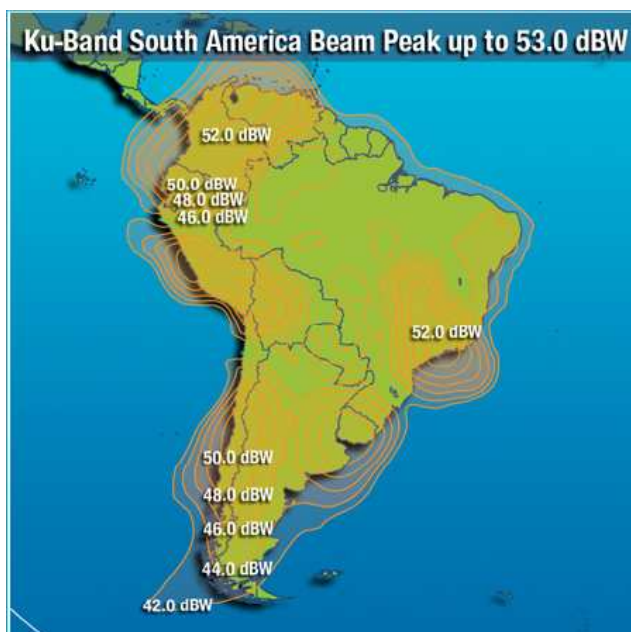 Ku-Band South America Beam Peak up to 53.0 dBW
52.0 dBW
50.0 dBW
48.0 dBW
46.0 dBW
52.0 dBW
50.0 dBW
48.0 dBW
46.0 dBW
44.0 dBW
42.0 dBW